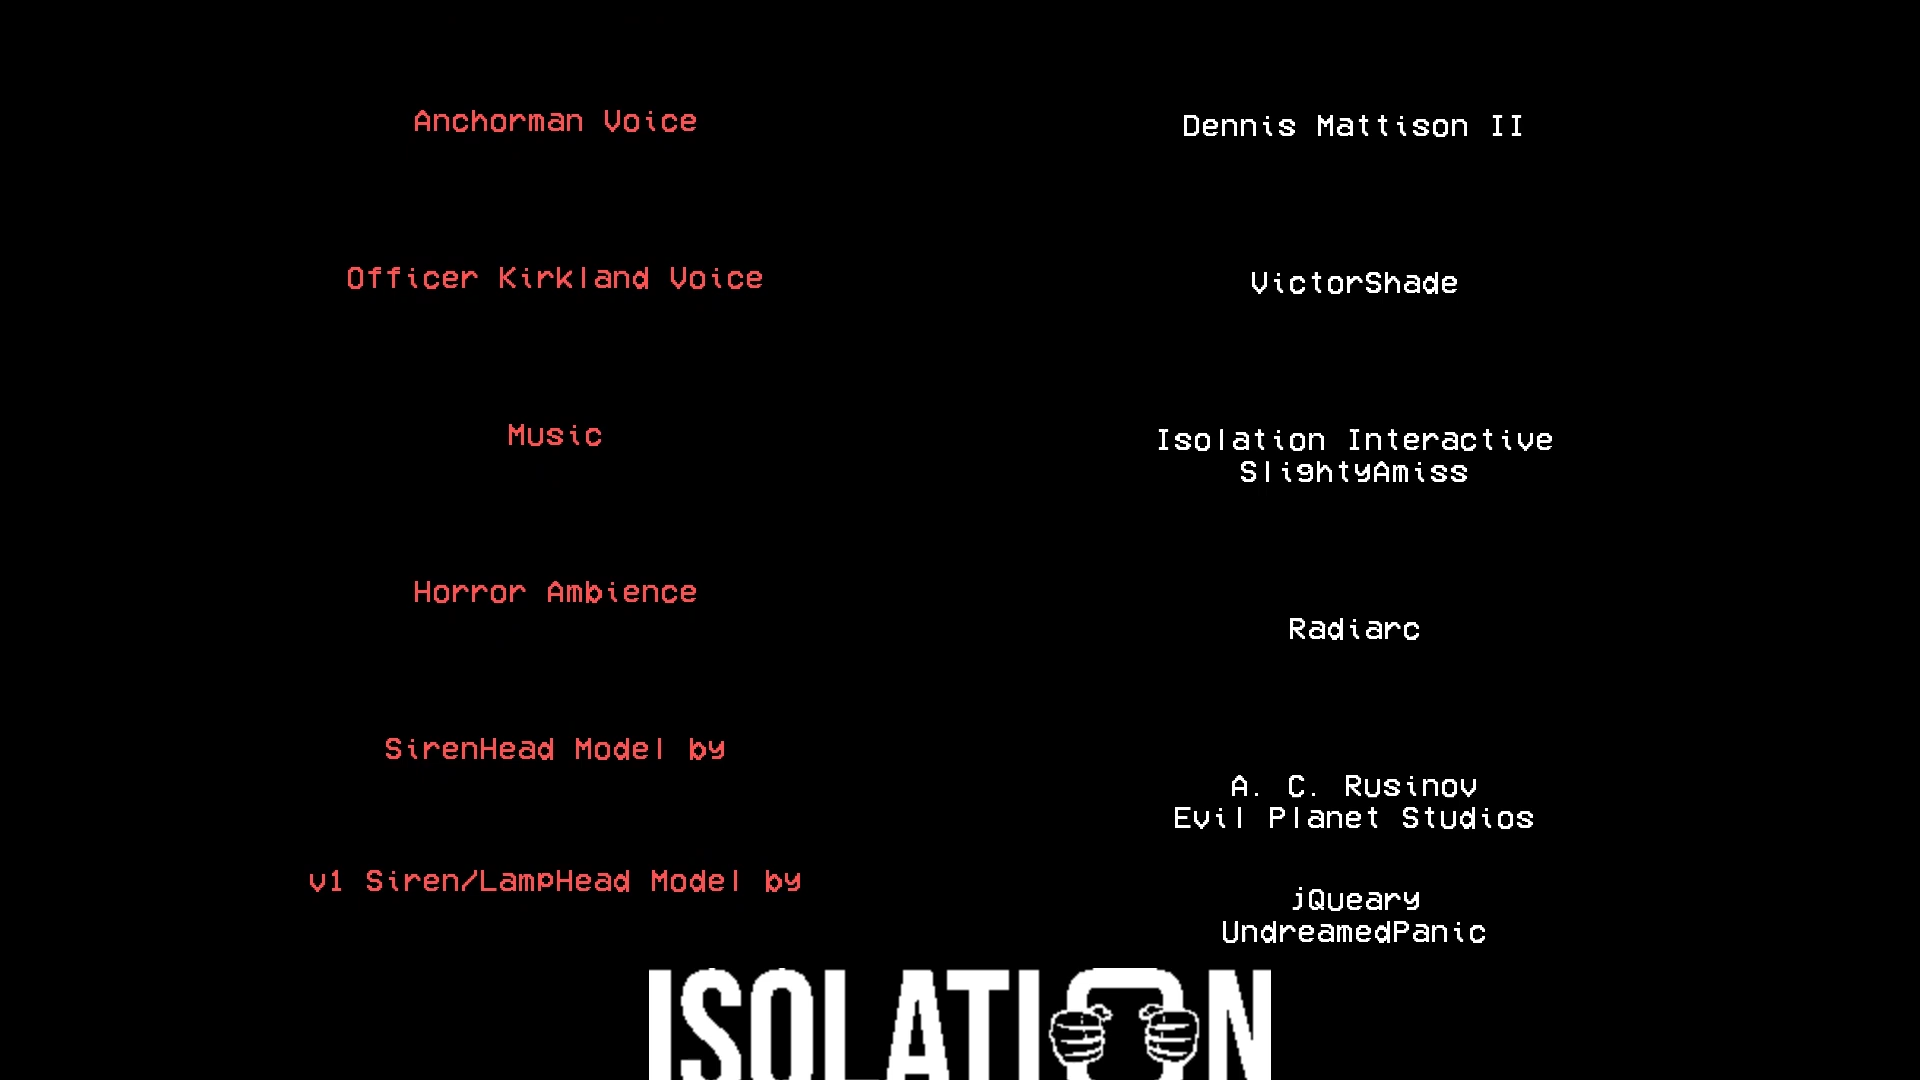 Anchorman Voice
Dennis Mattison II
Officer Kirkland Voice
VictorShade
Music
Isolation Interactive
SlightyAmiss
Horror Ambience
Radiarc
SirenHead Model by
A. C. Rusinov
Evil Planet Studios
v1 Siren/LampHead Model by
jQueary
UndreamedPanic
ISOLATION